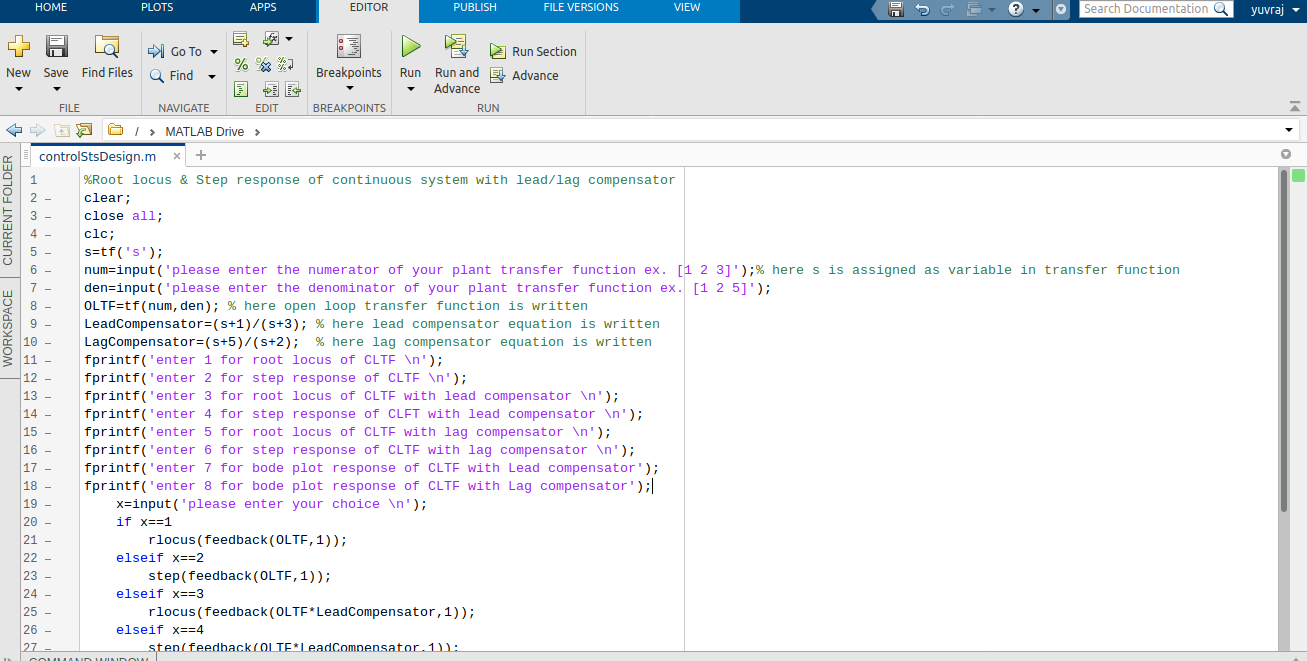 HOME PLOTS APPS EDITOR PUBLISH FILE VERSIONS VIEW Search Documentation yuvraj
New Save Find Files Go To Find Breakpoints Run Run and Advance Run Section Advance
FILE NAVIGATE EDIT BREAKPOINTS RUN
/ MATLAB Drive
controlStsDesign.m
CURRENT FOLDER
WORKSPACE
1 %Root locus & Step response of continuous system with lead/lag compensator
2 – clear;
3 – close all;
4 – clc;
5 – s=tf('s');
6 – num=input('please enter the numerator of your plant transfer function ex. [1 2 3]');% here s is assigned as variable in transfer function
7 – den=input('please enter the denominator of your plant transfer function ex. [1 2 5]');
8 – OLTF=tf(num,den); % here open loop transfer function is written
9 – LeadCompensator=(s+1)/(s+3); % here lead compensator equation is written
10 – LagCompensator=(s+5)/(s+2);  % here lag compensator equation is written
11 – fprintf('enter 1 for root locus of CLTF \n');
12 – fprintf('enter 2 for step response of CLTF \n');
13 – fprintf('enter 3 for root locus of CLTF with lead compensator \n');
14 – fprintf('enter 4 for step response of CLFT with lead compensator \n');
15 – fprintf('enter 5 for root locus of CLTF with lag compensator \n');
16 – fprintf('enter 6 for step response of CLTF with lag compensator \n');
17 – fprintf('enter 7 for bode plot response of CLTF with Lead compensator');
18 – fprintf('enter 8 for bode plot response of CLTF with Lag compensator');
19 – x=input('please enter your choice \n');
20 – if x==1
21 – rlocus(feedback(OLTF,1));
22 – elseif x==2
23 – step(feedback(OLTF,1));
24 – elseif x==3
25 – rlocus(feedback(OLTF*LeadCompensator,1));
26 – elseif x==4
27 – step(feedback(OLTF*LeadCompensator,1));
COMMAND WINDOW